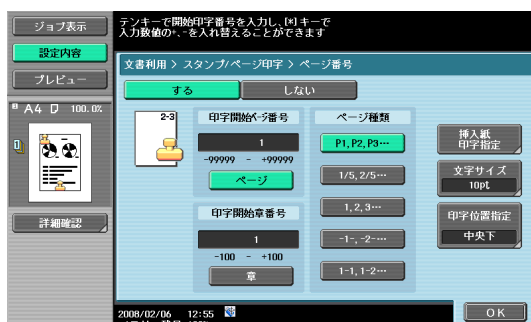 ジョブ表示
設定内容
プレビュー
A4
100.0%
詳細確認
テンキーで開始印字番号を入力し、[*]キーで
入力数値の+、-を入れ替えることができます
文書利用 > スタンプ/ページ印字 > ページ番号
する
しない
2-3
印字開始ページ番号
1
-99999 - +99999
ページ
印字開始章番号
1
-100 - +100
章
ページ種類
P1,P2,P3…
1/5,2/5…
1,2,3…
-1-,-2-…
1-1,1-2…
挿入紙
印字指定
文字サイズ
10pt
印字位置指定
中央下
2008/02/06 12:55
OK